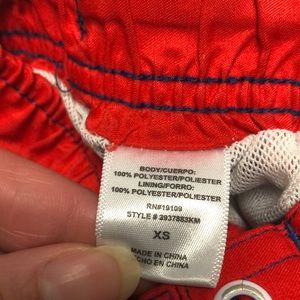 BODY/CUERPO:
100% POLYESTER/POLIESTER
LINING/FORRO:
100% POLYESTER/POLIESTER
RN#19109
STYLE # 3937883KM
XS
MADE IN CHINA
HECHO EN CHINA